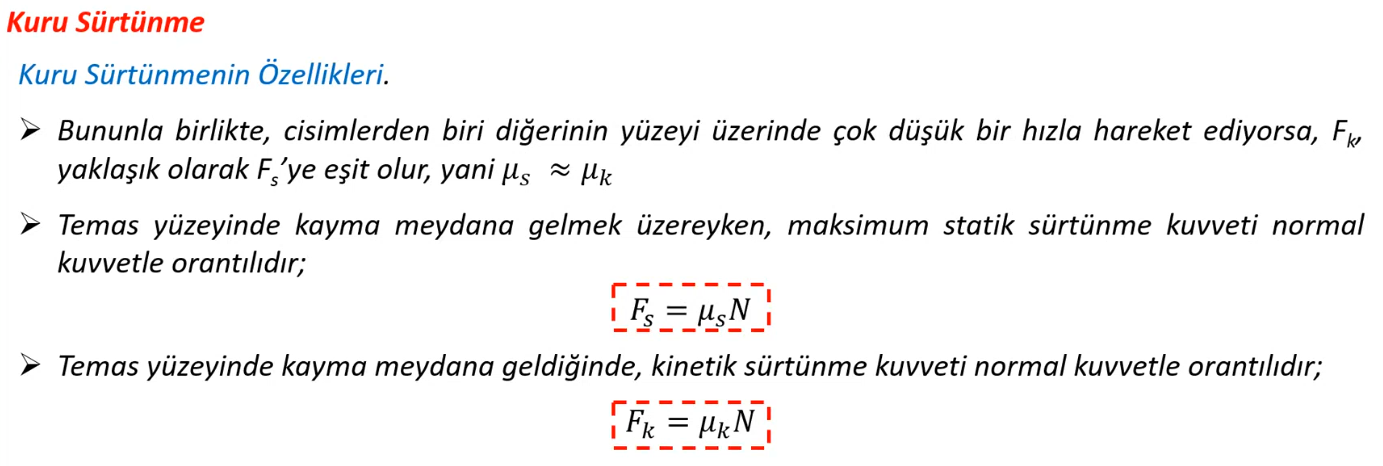 Kuru Sürtünme
Kuru Sürtünmenin Özellikleri.
➢ Bununla birlikte, cisimlerden biri diğerinin yüzeyi üzerinde çok düşük bir hızla hareket ediyorsa, Fk,
yaklaşık olarak Fs’ye eşit olur, yani μs ≈ μk
➢ Temas yüzeyinde kayma meydana gelmek üzereyken, maksimum statik sürtünme kuvveti normal
kuvvetle orantılıdır;
Fs = μsN
➢ Temas yüzeyinde kayma meydana geldiğinde, kinetik sürtünme kuvveti normal kuvvetle orantılıdır;
Fk = μkN